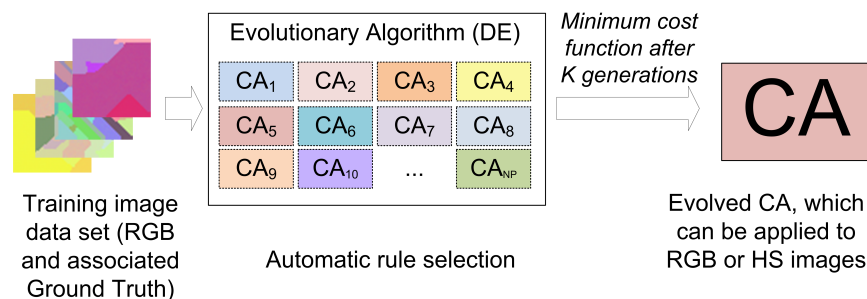 Evolutionary Algorithm (DE)
CA1 CA2 CA3 CA4
CA5 CA6 CA7 CA8
CA9 CA10 ... CANP
Minimum cost
function after
K generations
CA
Training image
data set (RGB
and associated
Ground Truth)
Automatic rule selection
Evolved CA, which
can be applied to
RGB or HS images